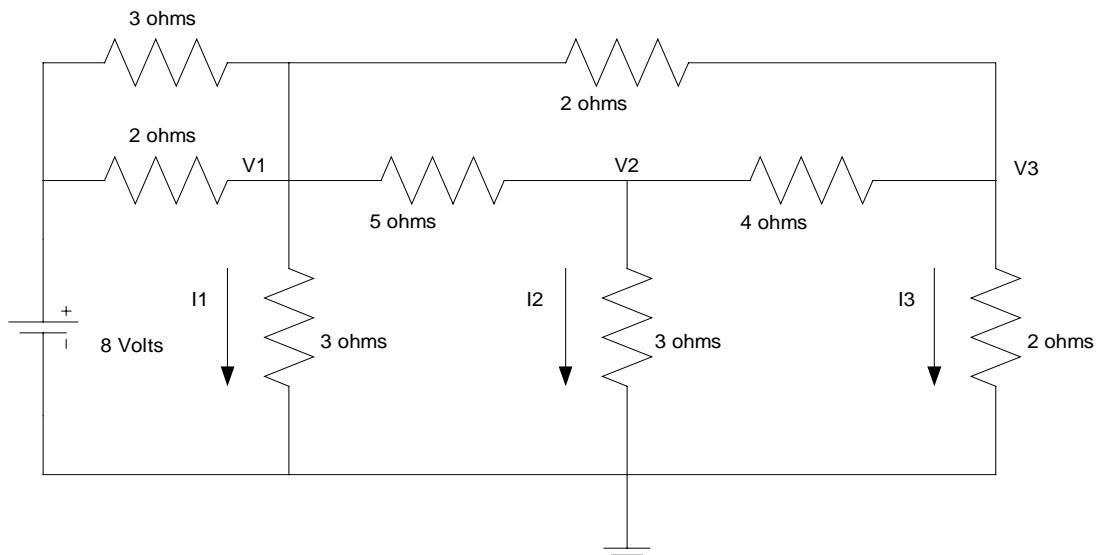 3 ohms
2 ohms
2 ohms
V1
V2
V3
5 ohms
4 ohms
I1
I2
I3
+
8 Volts
3 ohms
3 ohms
2 ohms